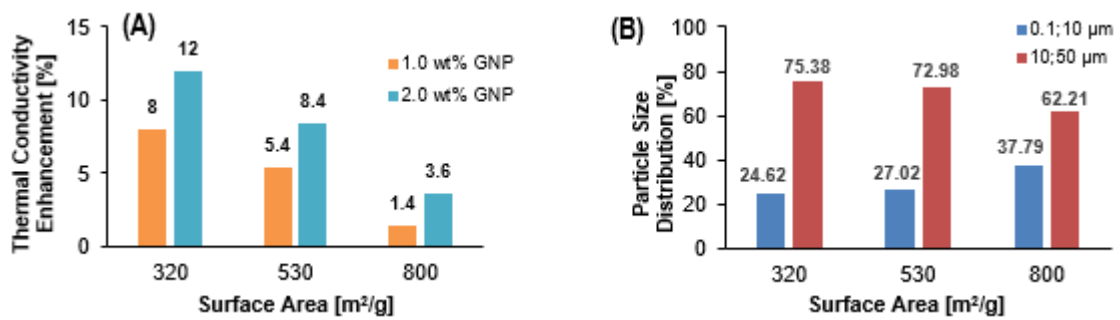 (A)
Thermal Conductivity
Enhancement [%]
15
10
5
0
8
12
5.4
8.4
1.4
3.6
1.0 wt% GNP
2.0 wt% GNP
320
530
800
Surface Area [m²/g]
(B)
Particle Size
Distribution [%]
100
80
60
40
20
0
24.62
75.38
27.02
72.98
37.79
62.21
0.1;10 µm
10;50 µm
320
530
800
Surface Area [m²/g]